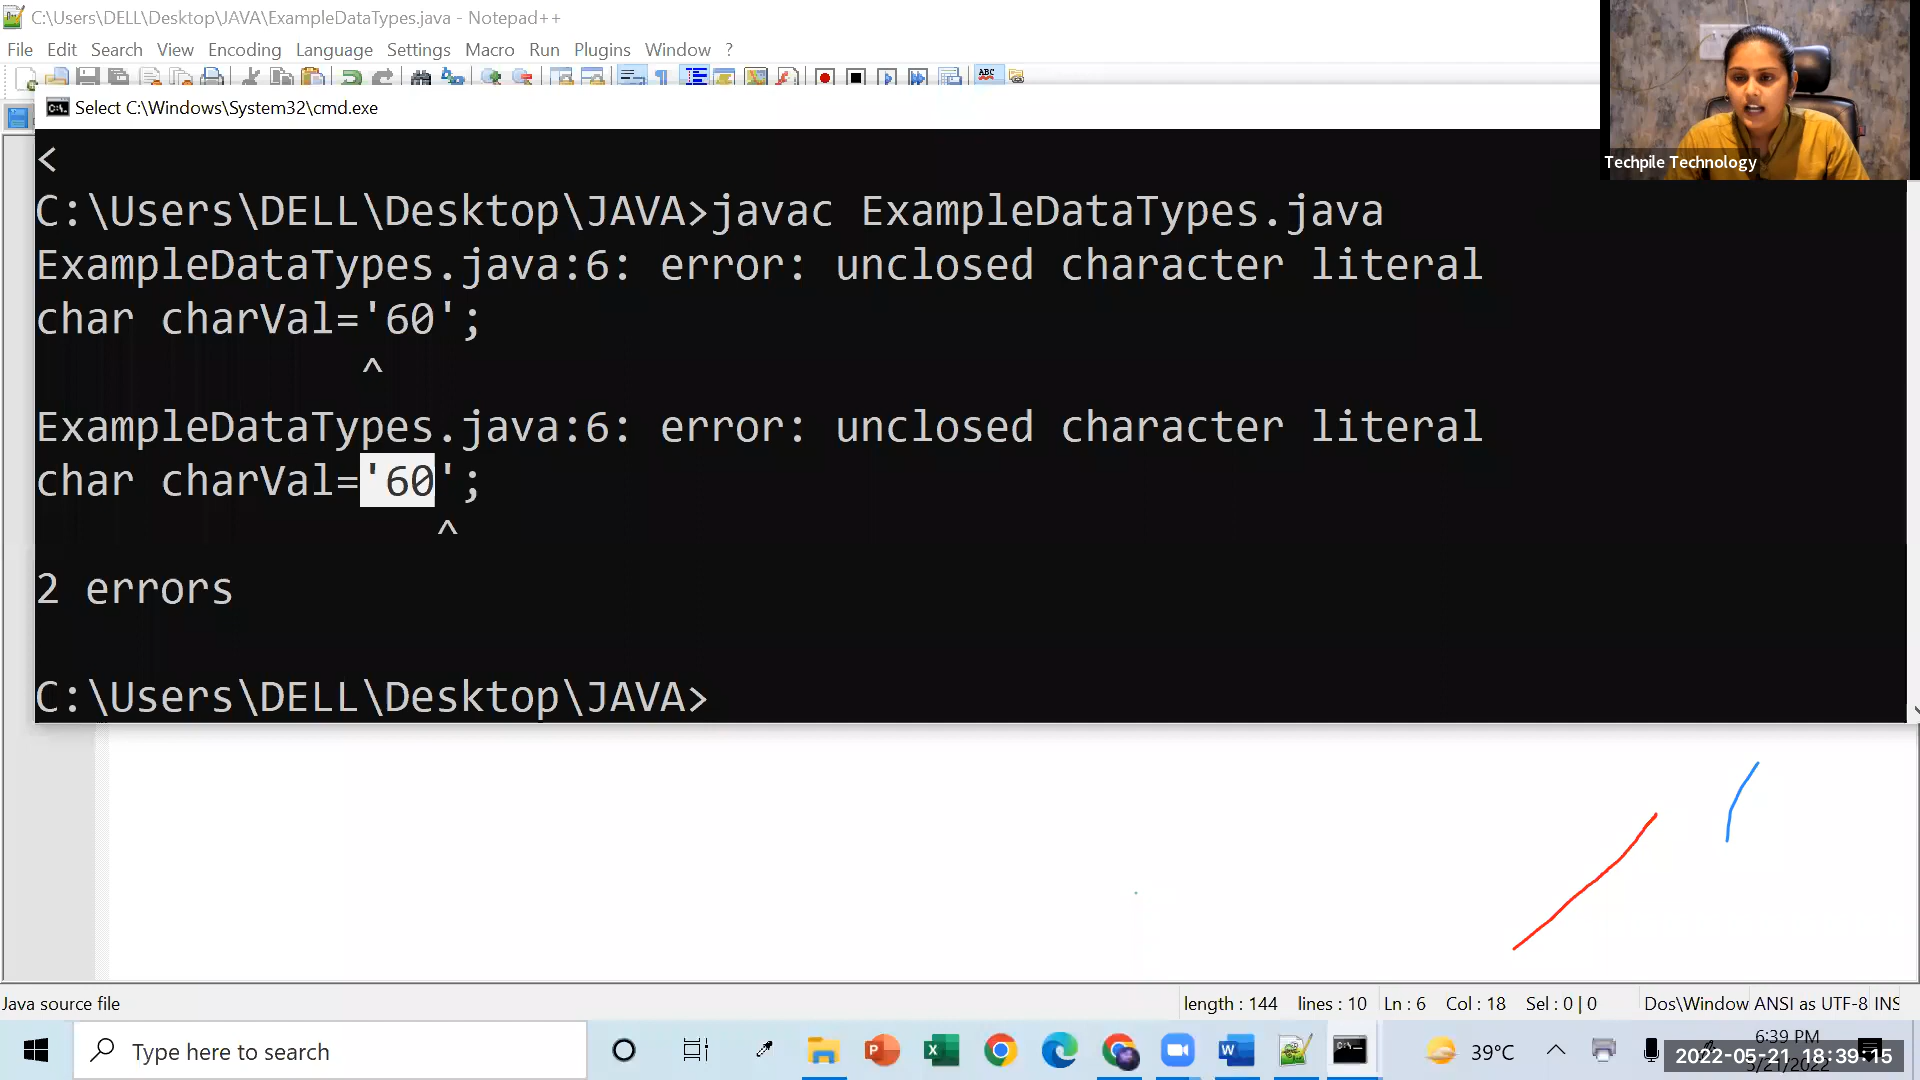 C:\Users\DELL\Desktop\JAVA\ExampleDataTypes.java - Notepad++
File Edit Search View Encoding Language Settings Macro Run Plugins Window ?
ABC
Select C:\Windows\System32\cmd.exe
Techpile Technology
<
C:\Users\DELL\Desktop\JAVA>javac ExampleDataTypes.java
ExampleDataTypes.java:6: error: unclosed character literal
char charVal='60';
^
ExampleDataTypes.java:6: error: unclosed character literal
char charVal='60';
^
2 errors
C:\Users\DELL\Desktop\JAVA>
Java source file length : 144 lines : 10 Ln : 6 Col : 18 Sel : 0 | 0 Dos\Window ANSI as UTF-8 INS
Type here to search
39°C
6:39 PM
2022-05-21 18:39:15